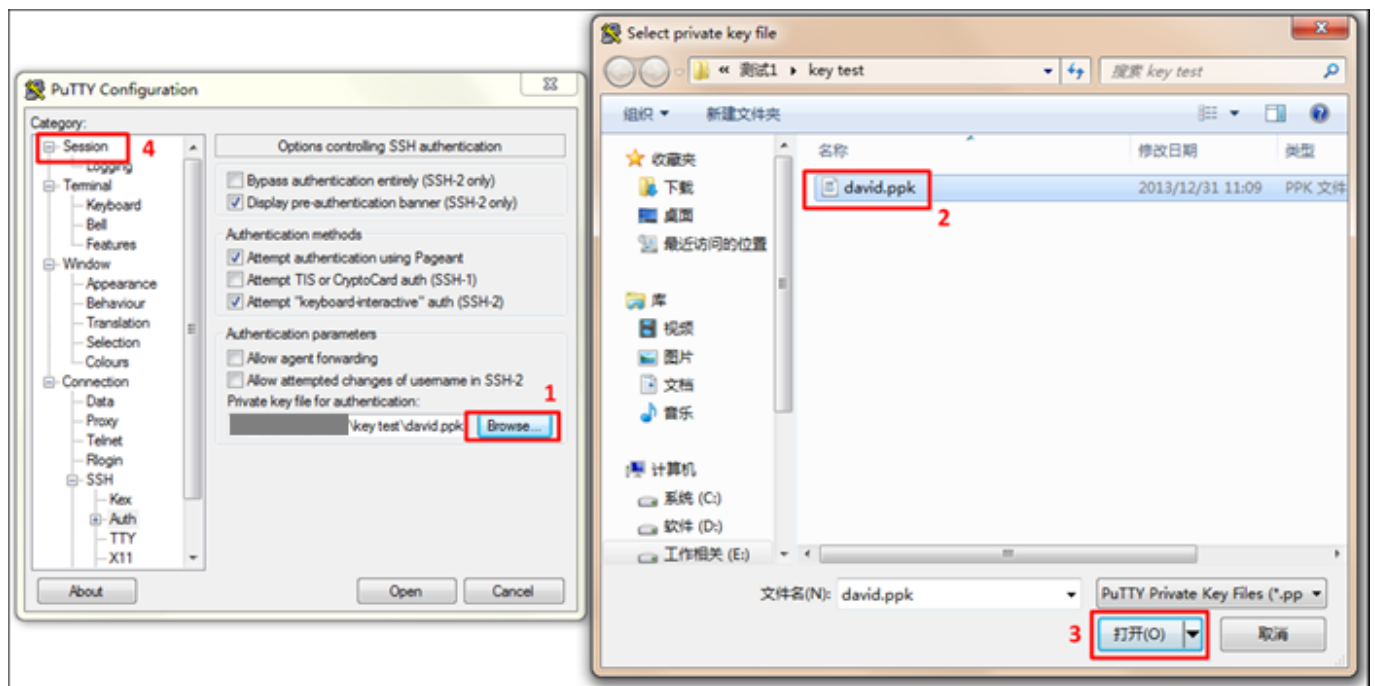 PuTTY Configuration
Category:
Session 4
Logging
Terminal
Keyboard
Bell
Features
Window
Appearance
Behaviour
Translation
Selection
Colours
Connection
Data
Proxy
Telnet
Rlogin
SSH
Kex
Auth
TTY
X11
Options controlling SSH authentication
Bypass authentication entirely (SSH-2 only)
Display pre-authentication banner (SSH-2 only)
Authentication methods
Attempt authentication using Pageant
Attempt TIS or CryptoCard auth (SSH-1)
Attempt "keyboard-interactive" auth (SSH-2)
Authentication parameters
Allow agent forwarding
Allow attempted changes of username in SSH-2
1
Private key file for authentication:
\key test\david.ppk Browse...
About Open Cancel
Select private key file
« 测试1 key test 搜索 key test
组织 新建文件夹
收藏夹
下载
桌面
最近访问的位置
库
视频
图片
文档
音乐
计算机
系统 (C:)
软件 (D:)
工作相关 (E:)
名称 修改日期 类型
david.ppk 2013/12/31 11:09 PPK 文件
2
文件名(N): david.ppk PuTTY Private Key Files (*.pp
3 打开(O) 取消